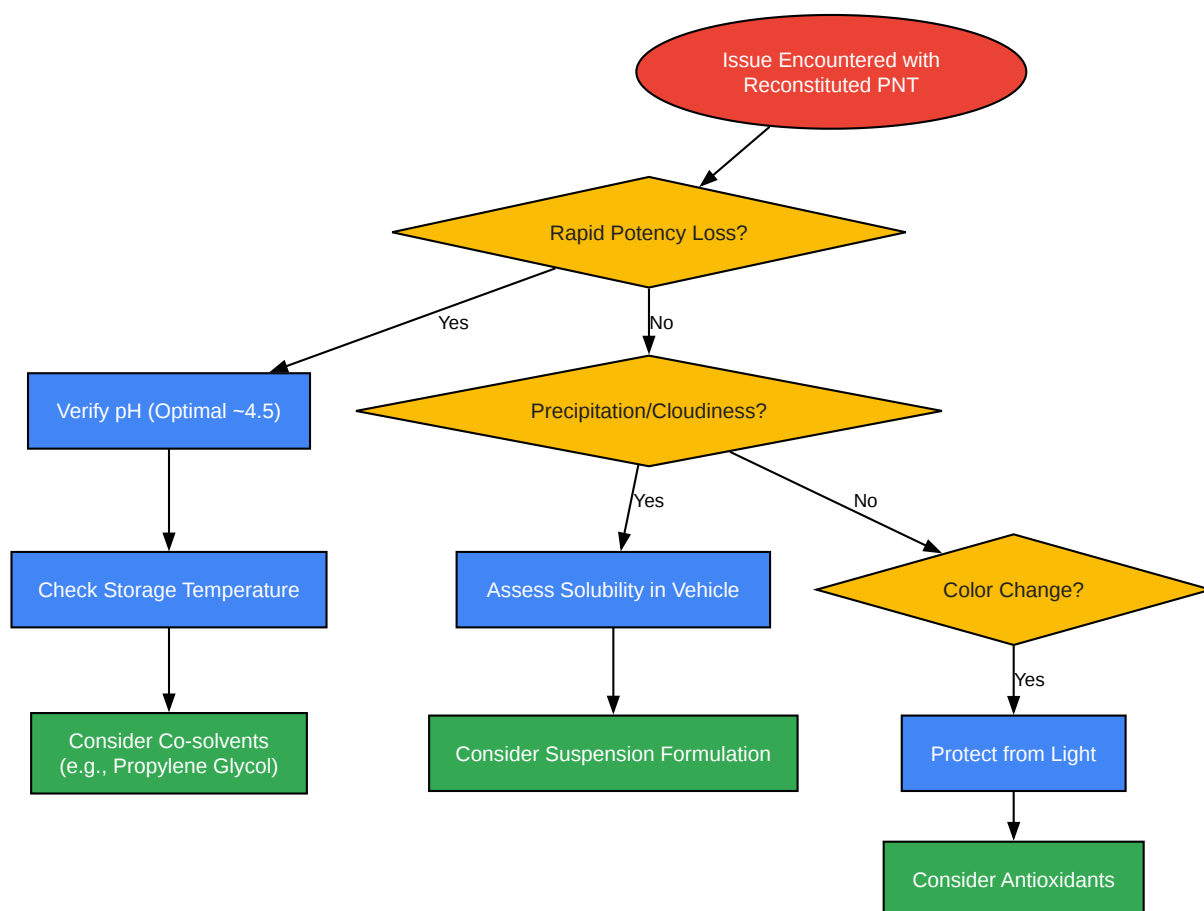 Issue Encountered with
Reconstituted PNT
Rapid Potency Loss?
Yes
No
Verify pH (Optimal ~4.5)
Precipitation/Cloudiness?
Yes
No
Check Storage Temperature
Assess Solubility in Vehicle
Color Change?
Yes
Consider Co-solvents
(e.g., Propylene Glycol)
Consider Suspension Formulation
Protect from Light
Consider Antioxidants